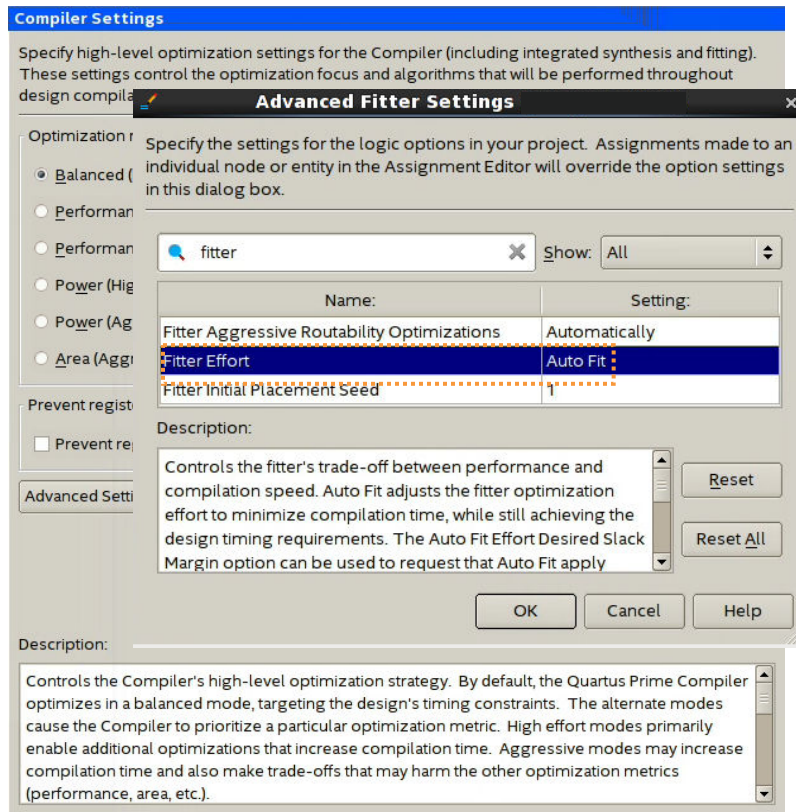 Compiler Settings
Specify high-level optimization settings for the Compiler (including integrated synthesis and fitting).
These settings control the optimization focus and algorithms that will be performed throughout
design compila
Advanced Fitter Settings
Optimization
Specify the settings for the logic options in your project. Assignments made to an
individual node or entity in the Assignment Editor will override the option settings
in this dialog box.
Balanced (
Performan
Performan
Power (Hig
Power (Ag
Area (Aggr
fitter
Show: All
Name: Setting:
Fitter Aggressive Routability Optimizations Automatically
Fitter Effort Auto Fit
Fitter Initial Placement Seed 1
Prevent regist
Prevent re
Advanced Setti
Description:
Controls the fitter's trade-off between performance and
compilation speed. Auto Fit adjusts the fitter optimization
effort to minimize compilation time, while still achieving the
design timing requirements. The Auto Fit Effort Desired Slack
Margin option can be used to request that Auto Fit apply
Reset
Reset All
OK Cancel Help
Description:
Controls the Compiler's high-level optimization strategy. By default, the Quartus Prime Compiler
optimizes in a balanced mode, targeting the design's timing constraints. The alternate modes
cause the Compiler to prioritize a particular optimization metric. High effort modes primarily
enable additional optimizations that increase compilation time. Aggressive modes may increase
compilation time and also make trade-offs that may harm the other optimization metrics
(performance, area, etc.).